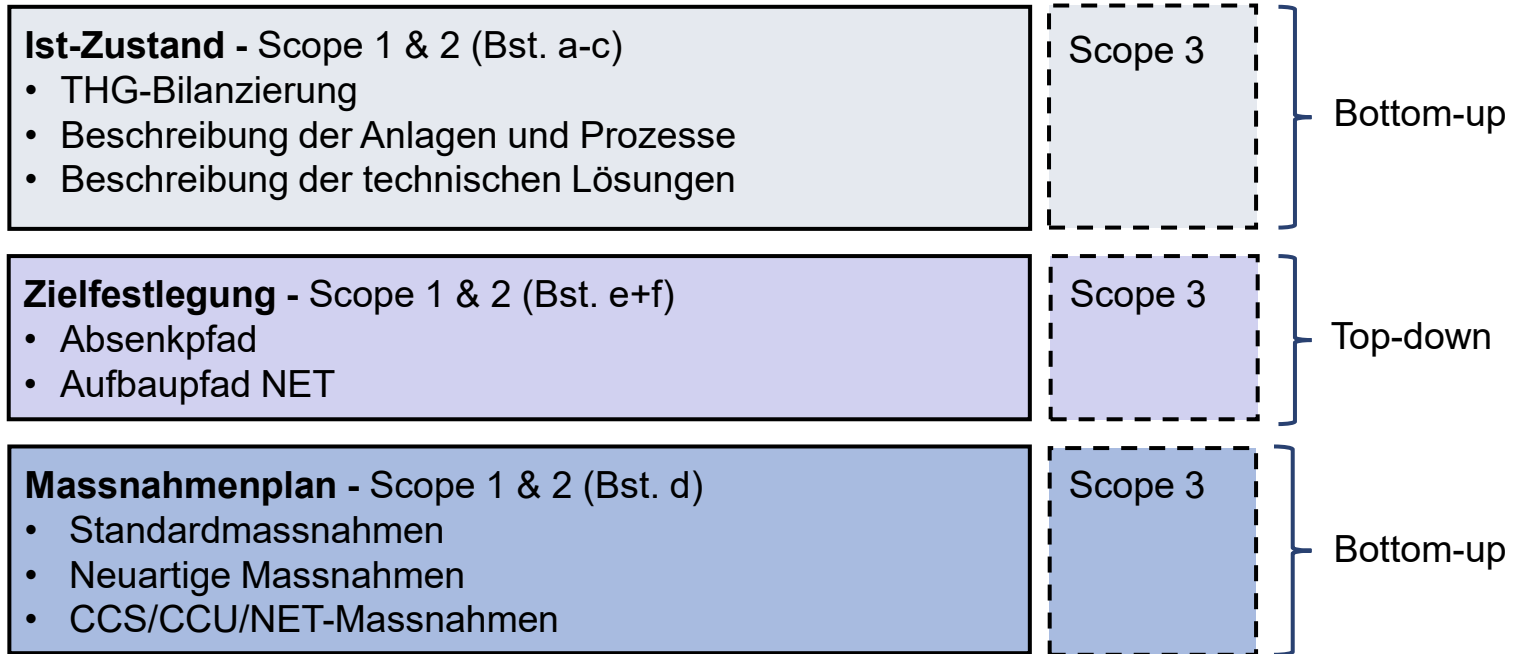 Ist-Zustand - Scope 1 & 2 (Bst. a-c)
• THG-Bilanzierung
• Beschreibung der Anlagen und Prozesse
• Beschreibung der technischen Lösungen
Scope 3
Bottom-up
Zielfestlegung - Scope 1 & 2 (Bst. e+f)
• Absenkpfad
• Aufbaupfad NET
Scope 3
Top-down
Massnahmenplan - Scope 1 & 2 (Bst. d)
• Standardmassnahmen
• Neuartige Massnahmen
• CCS/CCU/NET-Massnahmen
Scope 3
Bottom-up